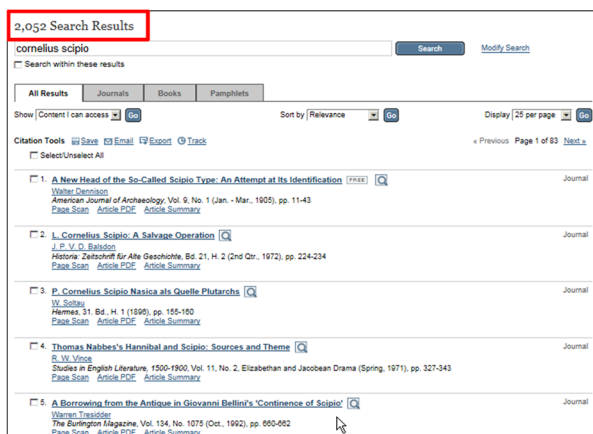 2,052 Search Results
cornelius scipio Search Modify Search
Search within these results
All Results Journals Books Pamphlets
Show Content I can access Go Sort by Relevance Go Display 25 per page Go
Citation Tools Save Email Export Track « Previous Page 1 of 83 Next »
Select/Unselect All
1. A New Head of the So-Called Scipio Type: An Attempt at Its Identification FREE Journal
Walter Dennison
American Journal of Archaeology, Vol. 9, No. 1 (Jan. - Mar., 1905), pp. 11-43
Page Scan Article PDF Article Summary
2. L. Cornelius Scipio: A Salvage Operation Journal
J. P. V. D. Balsdon
Historia: Zeitschrift für Alte Geschichte, Bd. 21, H. 2 (2nd Qtr., 1972), pp. 224-234
Page Scan Article PDF Article Summary
3. P. Cornelius Scipio Nasica als Quelle Plutarchs Journal
W. Soltau
Hermes, 31. Bd., H. 1 (1896), pp. 155-160
Page Scan Article PDF Article Summary
4. Thomas Nabbes's Hannibal and Scipio: Sources and Theme Journal
R. W. Vince
Studies in English Literature, 1500-1900, Vol. 11, No. 2, Elizabethan and Jacobean Drama (Spring, 1971), pp. 327-343
Page Scan Article PDF Article Summary
5. A Borrowing from the Antique in Giovanni Bellini's 'Continence of Scipio' Journal
Warren Tresidder
The Burlington Magazine, Vol. 134, No. 1075 (Oct., 1992), pp. 660-662
Page Scan Article PDF Article Summary